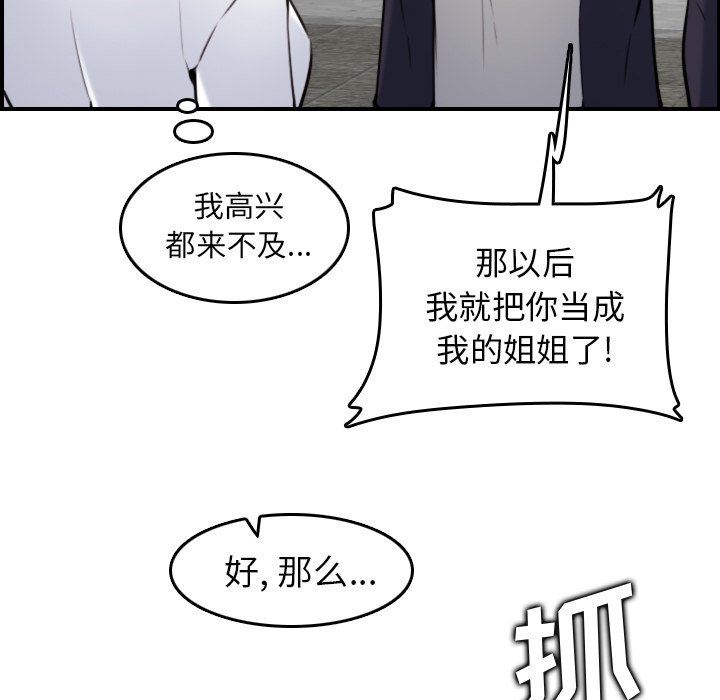 我高兴
都来不及...
那以后
我就把你当成
我的姐姐了!
好, 那么...
抓